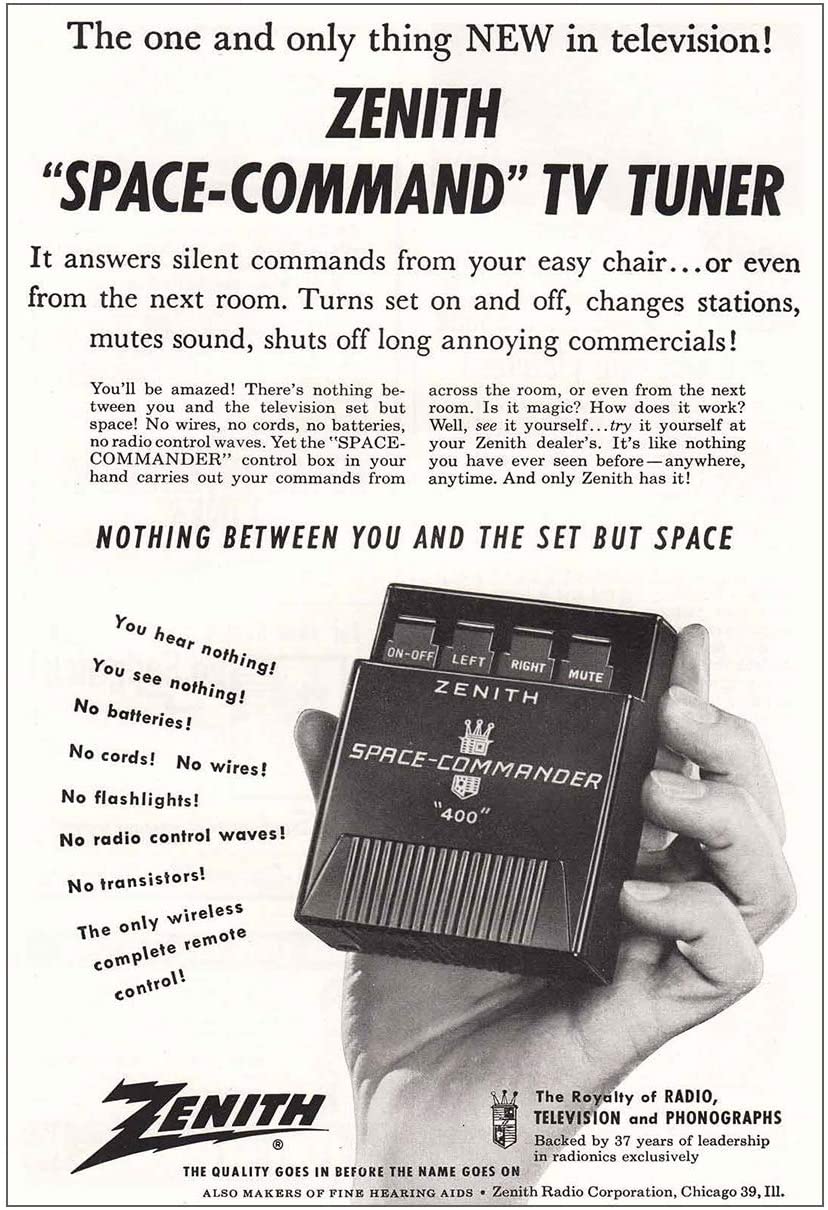 The one and only thing NEW in television!
ZENITH
“SPACE-COMMAND” TV TUNER
It answers silent commands from your easy chair...or even
from the next room. Turns set on and off, changes stations,
mutes sound, shuts off long annoying commercials!
You'll be amazed! There's nothing be-
tween you and the television set but
space! No wires, no cords, no batteries,
no radio control waves. Yet the "SPACE-
COMMANDER" control box in your
hand carries out your commands from
across the room, or even from the next
room. Is it magic? How does it work?
Well, see it yourself...try it yourself at
your Zenith dealer's. It's like nothing
you have ever seen before—anywhere,
anytime. And only Zenith has it!
NOTHING BETWEEN YOU AND THE SET BUT SPACE
You hear nothing!
You see nothing!
No batteries!
No cords! No wires!
No flashlights!
No radio control waves!
No transistors!
The only wireless
complete remote
control!
ON-OFF LEFT RIGHT MUTE
ZENITH
SPACE-COMMANDER
"400"
ZENITH ®
THE QUALITY GOES IN BEFORE THE NAME GOES ON
The Royalty of RADIO,
TELEVISION and PHONOGRAPHS
Backed by 37 years of leadership
in radionics exclusively
ALSO MAKERS OF FINE HEARING AIDS • Zenith Radio Corporation, Chicago 39, Ill.